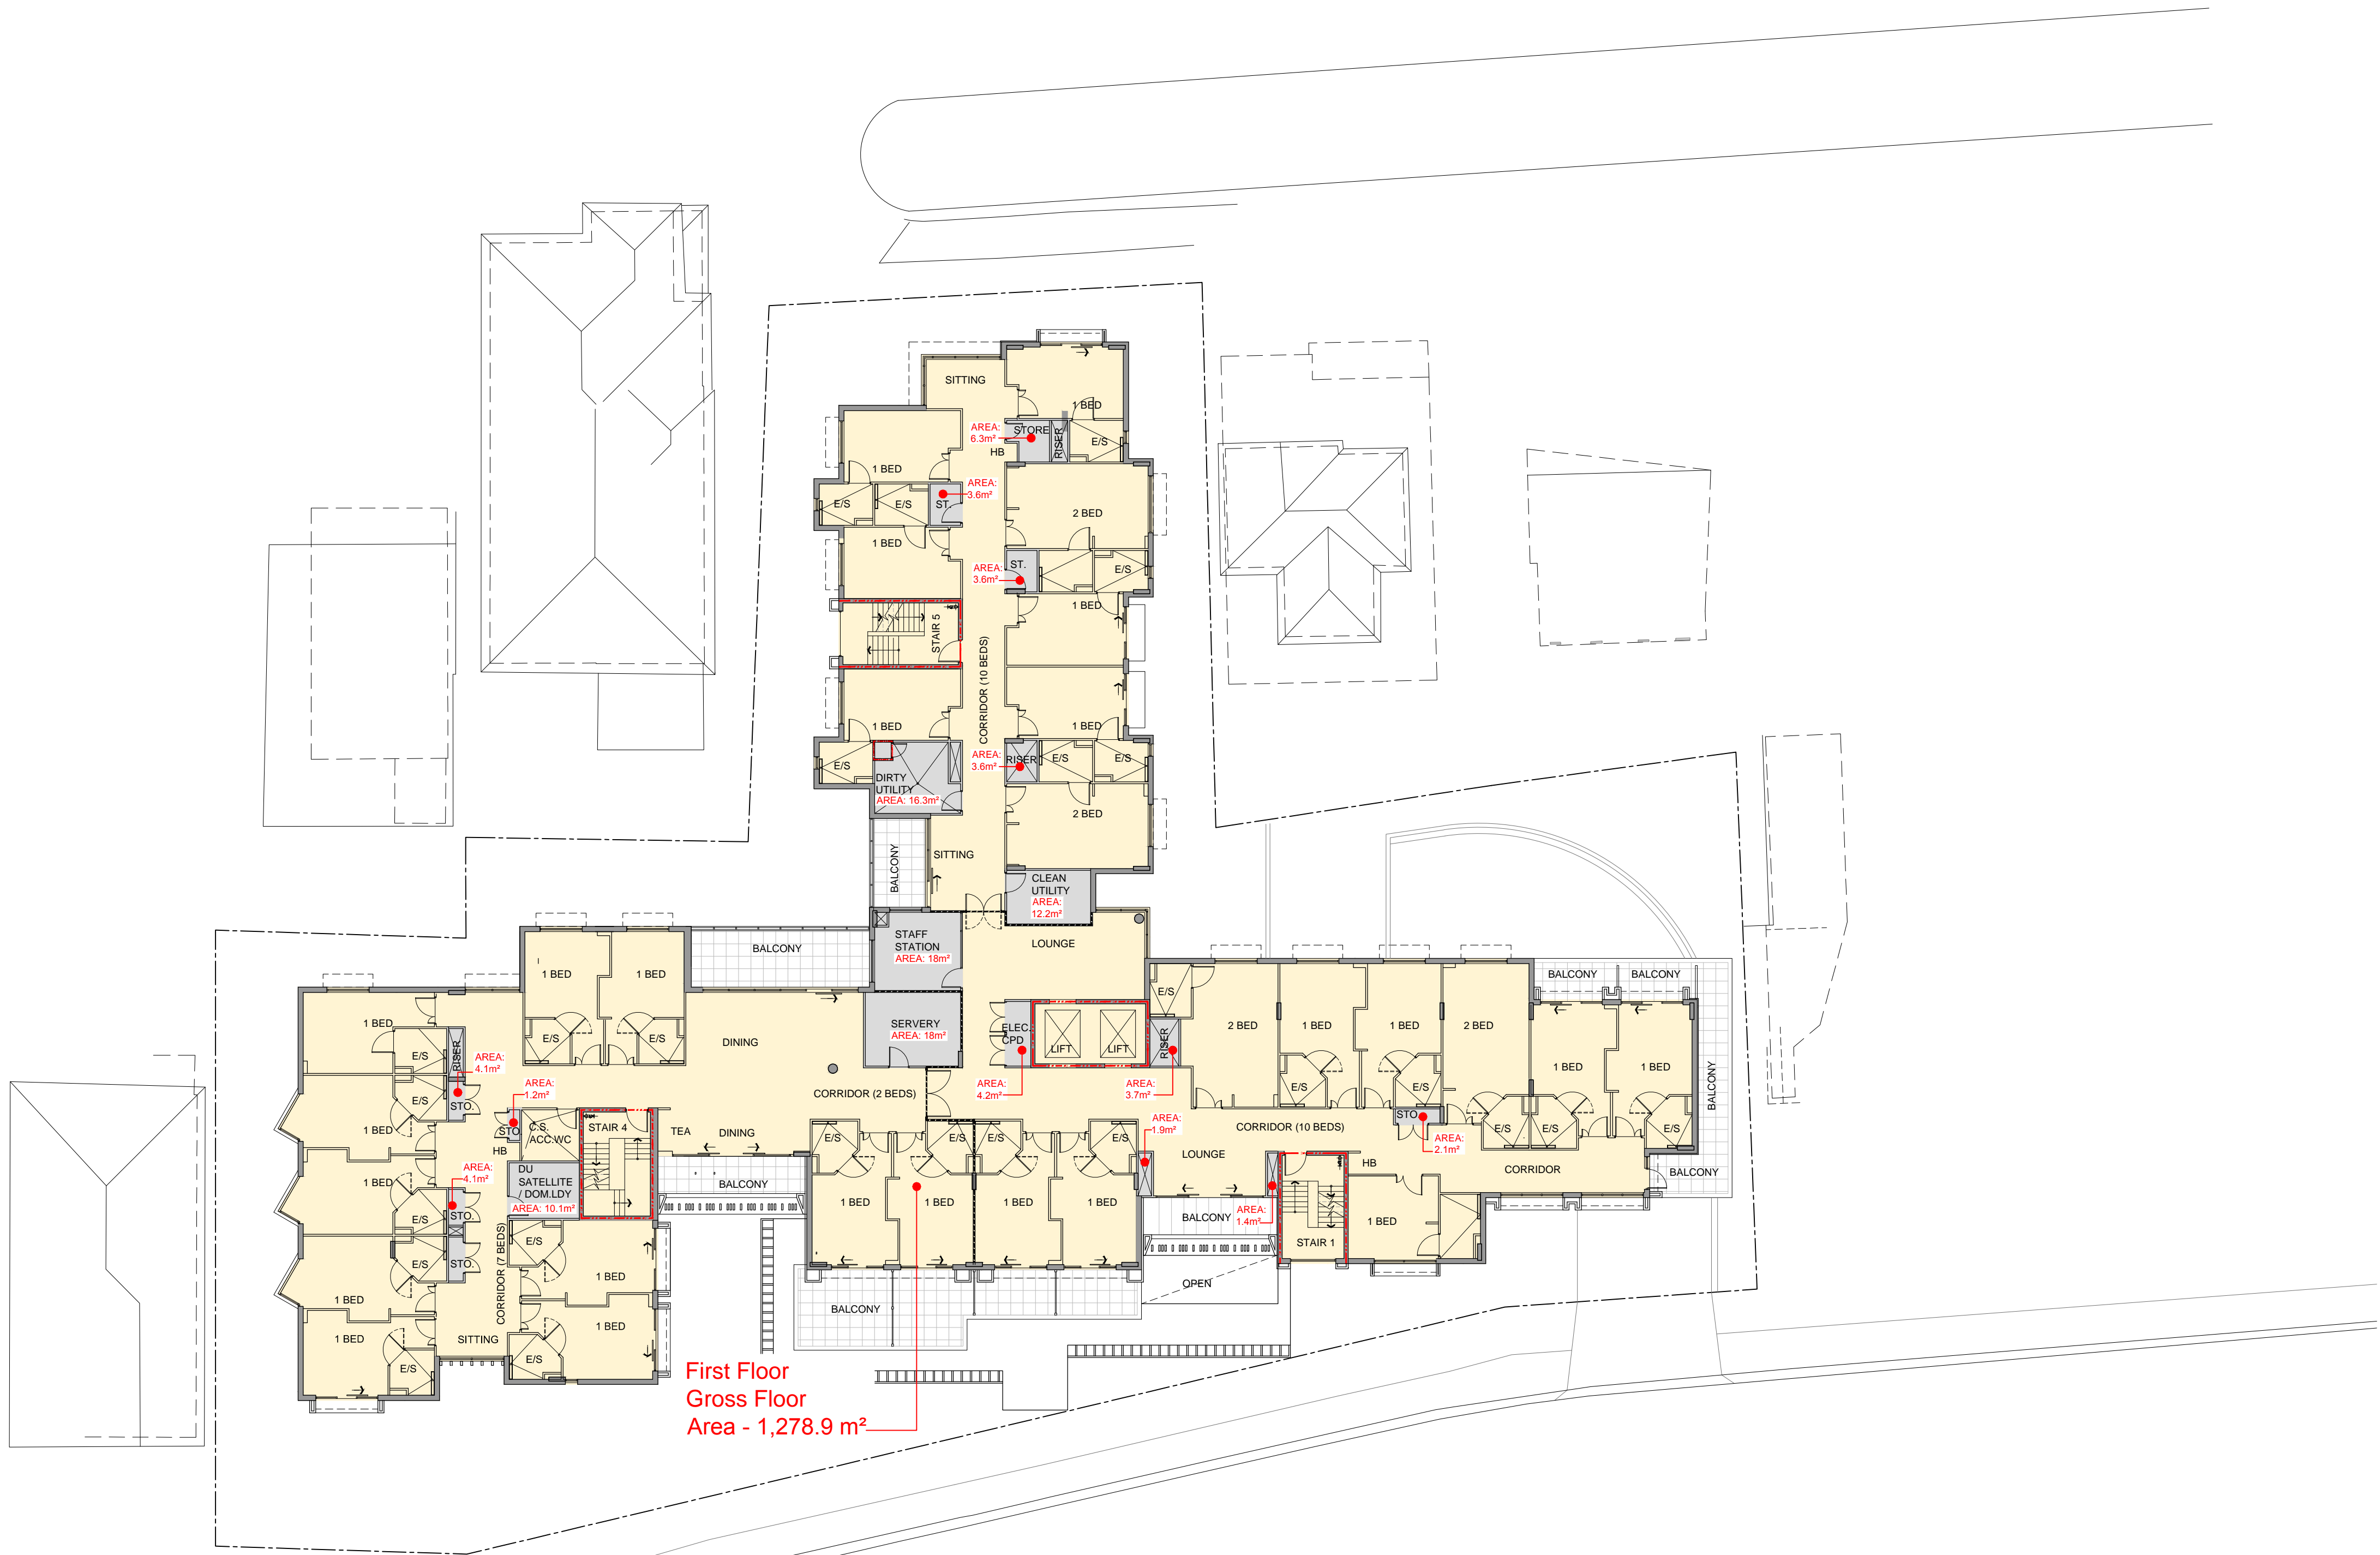 SITTING
1 BED
AREA:
6.3m²
STORE
RISER
E/S
HB
1 BED
AREA:
3.6m²
E/S
E/S
ST.
2 BED
1 BED
ST.
AREA:
3.6m²
E/S
1 BED
STAIR 5
CORRIDOR (10 BEDS)
1 BED
1 BED
AREA:
3.6m²
RISER
E/S
E/S
E/S
DIRTY
UTILITY
AREA: 16.3m²
2 BED
BALCONY
SITTING
CLEAN
UTILITY
AREA:
12.2m²
STAFF
STATION
AREA: 18m²
LOUNGE
BALCONY
1 BED
1 BED
BALCONY
BALCONY
E/S
1 BED
SERVERY
AREA: 18m²
ELEC.
CPD
LIFT
LIFT
RISER
2 BED
1 BED
1 BED
2 BED
1 BED
1 BED
E/S
E/S
DINING
E/S
RISER
AREA:
4.1m²
E/S
STO.
AREA:
1.2m²
CORRIDOR (2 BEDS)
AREA:
4.2m²
AREA:
3.7m²
E/S
E/S
BALCONY
STO.
1 BED
STO.
C.S.
ACC.WC
STAIR 4
TEA
DINING
E/S
E/S
E/S
E/S
AREA:
1.9m²
CORRIDOR (10 BEDS)
E/S
E/S
E/S
AREA:
2.1m²
HB
LOUNGE
HB
CORRIDOR
BALCONY
AREA:
4.1m²
DU
SATELLITE
/ DOM.LDY
AREA: 10.1m²
1 BED
BALCONY
1 BED
1 BED
1 BED
1 BED
STO.
E/S
BALCONY
AREA:
1.4m²
1 BED
STAIR 1
E/S
E/S
STO.
CORRIDOR (7 BEDS)
1 BED
OPEN
1 BED
BALCONY
1 BED
SITTING
1 BED
E/S
E/S
First Floor
Gross Floor
Area - 1,278.9 m²